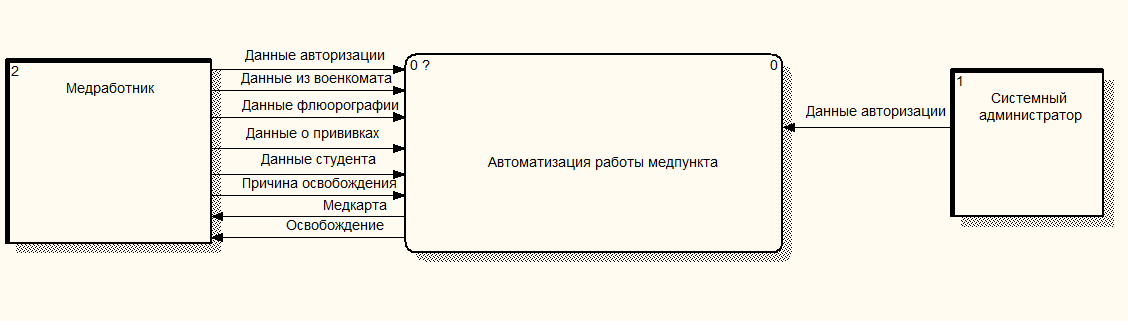 2
Медработник
Данные авторизации
Данные из военкомата
Данные флюорографии
Данные о прививках
Данные студента
Причина освобождения
Медкарта
Освобождение
0 ?
0
Автоматизация работы медпункта
Данные авторизации
1
Системный
администратор